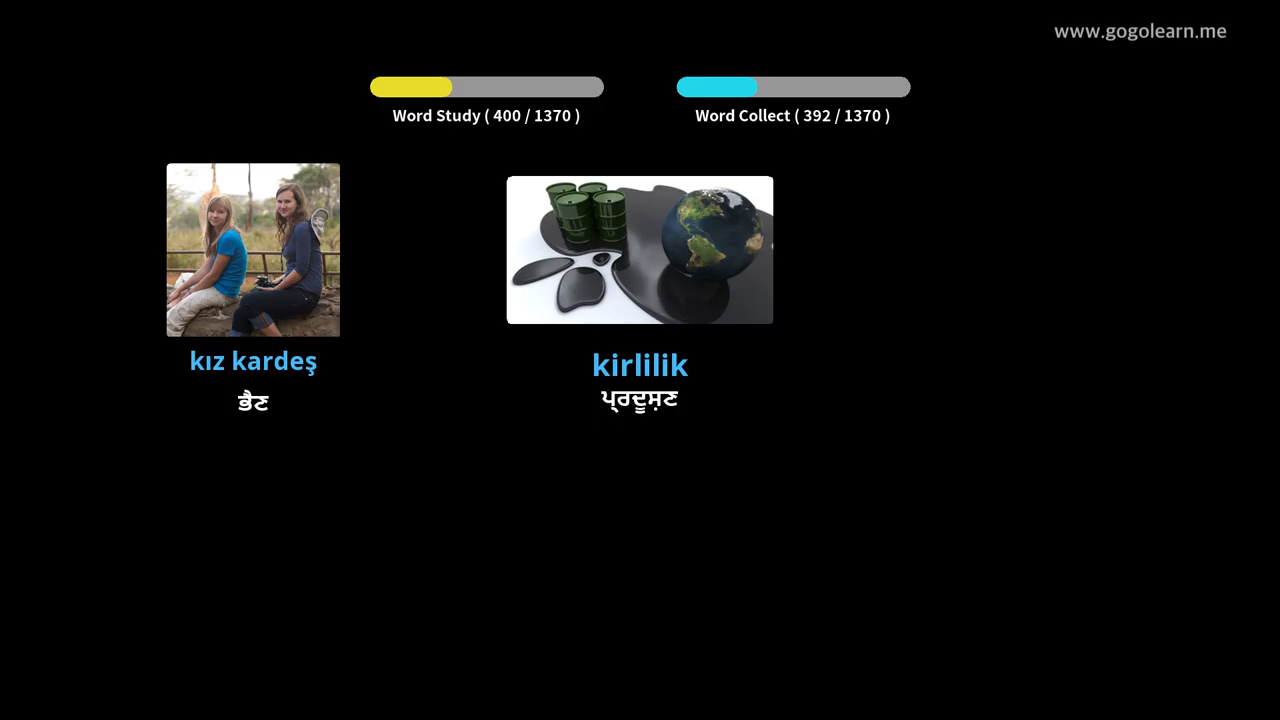 www.gogolearn.me
Word Study ( 400 / 1370 )
Word Collect ( 392 / 1370 )
kız kardeş
ਭੈਣ
kirlilik
ਪ੍ਰਦੂਸ਼ਣ